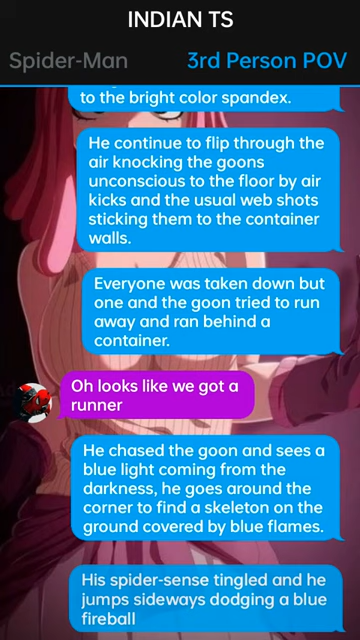 INDIAN TS
Spider-Man
3rd Person POV
to the bright color spandex.
He continue to flip through the
air knocking the goons
unconscious to the floor by air
kicks and the usual web shots
sticking them to the container
walls.
Everyone was taken down but
one and the goon tried to run
away and ran behind a
container.
Oh looks like we got a
runner
He chased the goon and sees a
blue light coming from the
darkness, he goes around the
corner to find a skeleton on the
ground covered by blue flames.
His spider-sense tingled and he
jumps sideways dodging a blue
fireball